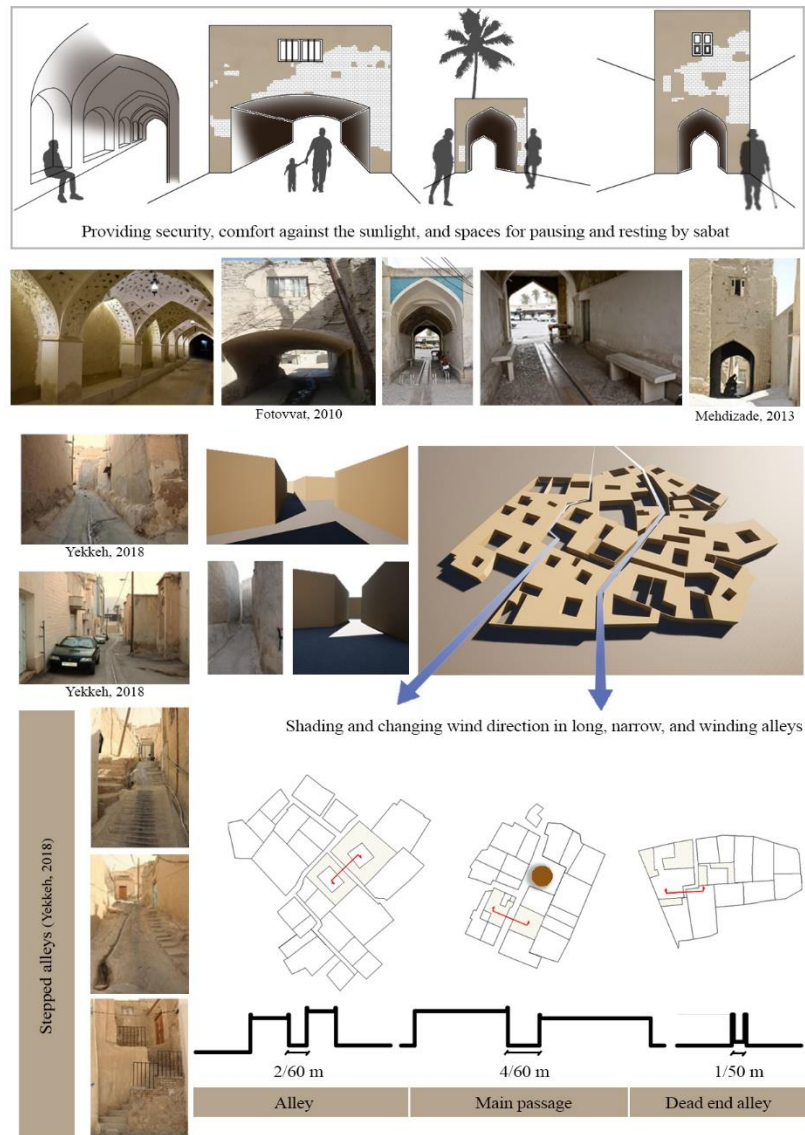 Providing security, comfort against the sunlight, and spaces for pausing and resting by sabat
Fotovvat, 2010
Mehdizade, 2013
Yekkeh, 2018
Yekkeh, 2018
Shading and changing wind direction in long, narrow, and winding alleys
Stepped alleys (Yekkeh, 2018)
2/60 m
4/60 m
1/50 m
Alley
Main passage
Dead end alley